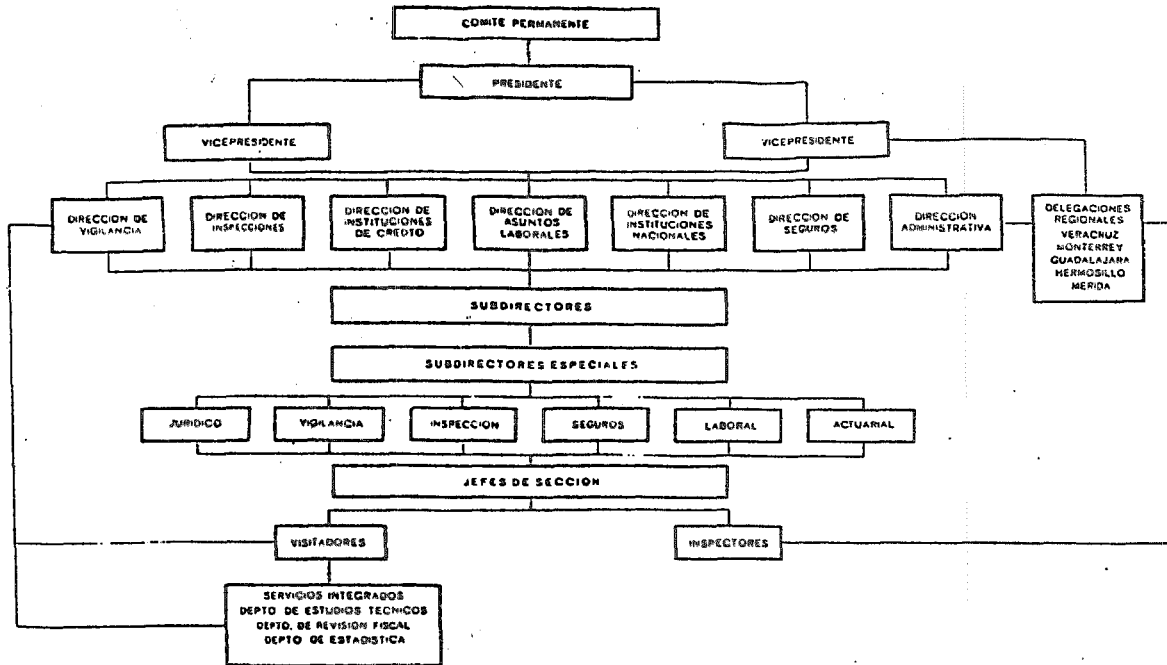 COMITE PERMANENTE
PRESIDENTE
VICEPRESIDENTE
VICEPRESIDENTE
DIRECCION DE
VIGILANCIA
DIRECCION DE
INSPECCIONES
DIRECCION DE
INSTITUCIONES
DE CREDITO
DIRECCION DE
ASUNTOS
LABORALES
DIRECCION DE
INSTITUCIONES
NACIONALES
DIRECCION DE
SEGUROS
DIRECCION
ADMINISTRATIVA
DELEGACIONES
REGIONALES
VERACRUZ
MONTERREY
GUADALAJARA
HERMOSILLO
MERIDA
SUBDIRECTORES
SUBDIRECTORES ESPECIALES
JURIDICO
VIGILANCIA
INSPECCION
SEGUROS
LABORAL
ACTUARIAL
JEFES DE SECCION
VISITADORES
INSPECTORES
SERVICIOS INTEGRADOS
DEPTO DE ESTUDIOS TECNICOS
DEPTO. DE REVISION FISCAL
DEPTO DE ESTADISTICA